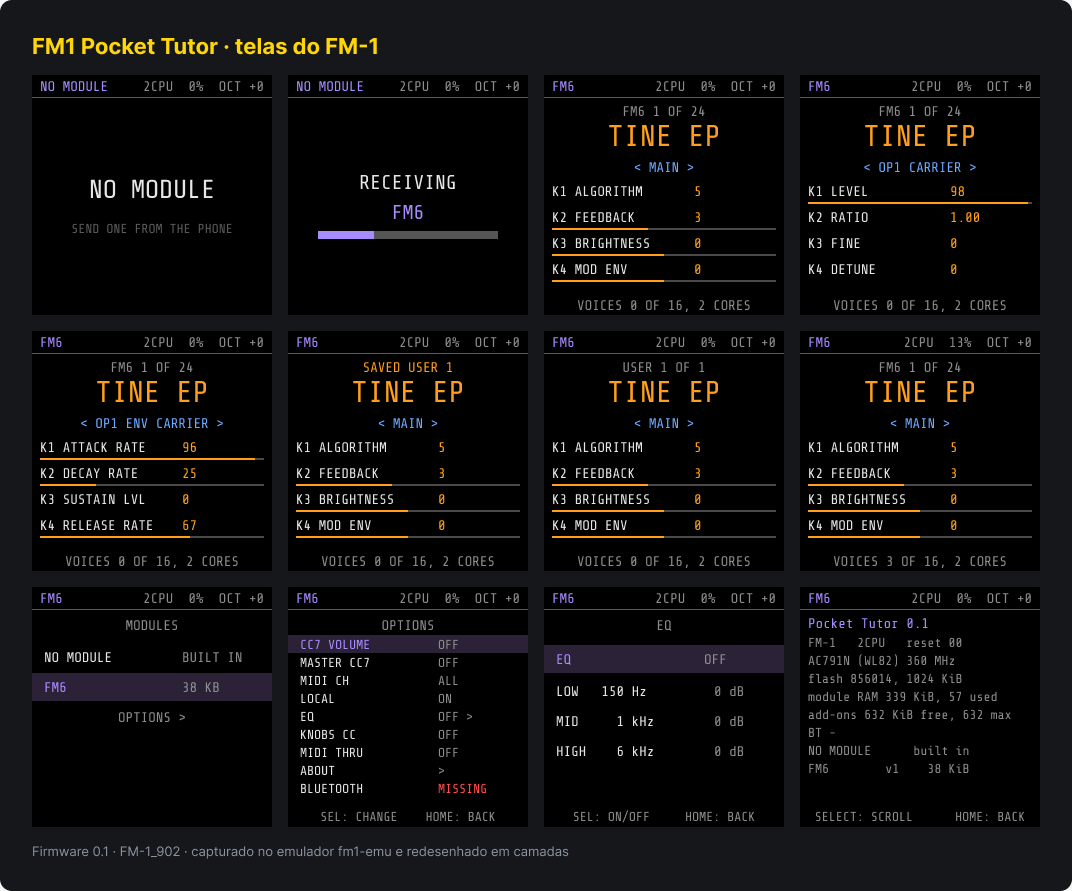 FM1 Pocket Tutor · telas do FM-1
NO MODULE 2CPU 0% OCT +0
NO MODULE
SEND ONE FROM THE PHONE
NO MODULE 2CPU 0% OCT +0
RECEIVING
FM6
FM6 2CPU 0% OCT +0
FM6 1 OF 24
TINE EP
< MAIN >
K1 ALGORITHM 5
K2 FEEDBACK 3
K3 BRIGHTNESS 0
K4 MOD ENV 0
VOICES 0 OF 16, 2 CORES
FM6 2CPU 0% OCT +0
FM6 1 OF 24
TINE EP
< OP1 CARRIER >
K1 LEVEL 98
K2 RATIO 1.00
K3 FINE 0
K4 DETUNE 0
VOICES 0 OF 16, 2 CORES
FM6 2CPU 0% OCT +0
FM6 1 OF 24
TINE EP
< OP1 ENV CARRIER >
K1 ATTACK RATE 96
K2 DECAY RATE 25
K3 SUSTAIN LVL 0
K4 RELEASE RATE 67
VOICES 0 OF 16, 2 CORES
FM6 2CPU 0% OCT +0
SAVED USER 1
TINE EP
< MAIN >
K1 ALGORITHM 5
K2 FEEDBACK 3
K3 BRIGHTNESS 0
K4 MOD ENV 0
VOICES 0 OF 16, 2 CORES
FM6 2CPU 0% OCT +0
USER 1 OF 1
TINE EP
< MAIN >
K1 ALGORITHM 5
K2 FEEDBACK 3
K3 BRIGHTNESS 0
K4 MOD ENV 0
VOICES 0 OF 16, 2 CORES
FM6 2CPU 13% OCT +0
FM6 1 OF 24
TINE EP
< MAIN >
K1 ALGORITHM 5
K2 FEEDBACK 3
K3 BRIGHTNESS 0
K4 MOD ENV 0
VOICES 3 OF 16, 2 CORES
FM6 2CPU 0% OCT +0
MODULES
NO MODULE BUILT IN
FM6 38 KB
OPTIONS >
FM6 2CPU 0% OCT +0
OPTIONS
CC7 VOLUME OFF
MASTER CC7 OFF
MIDI CH ALL
LOCAL ON
EQ OFF >
KNOBS CC OFF
MIDI THRU OFF
ABOUT >
BLUETOOTH MISSING
SEL: CHANGE HOME: BACK
FM6 2CPU 0% OCT +0
EQ
EQ OFF
LOW 150 Hz 0 dB
MID 1 kHz 0 dB
HIGH 6 kHz 0 dB
SEL: ON/OFF HOME: BACK
FM6 2CPU 0% OCT +0
Pocket Tutor 0.1
FM-1 2CPU reset 00
AC791N (WL82) 360 MHz
flash 856014, 1024 KiB
module RAM 339 KiB, 57 used
add-ons 632 KiB free, 632 max
BT -
NO MODULE built in
FM6 v1 38 KiB
SELECT: SCROLL HOME: BACK
Firmware 0.1 · FM-1_902 · capturado no emulador fm1-emu e redesenhado em camadas